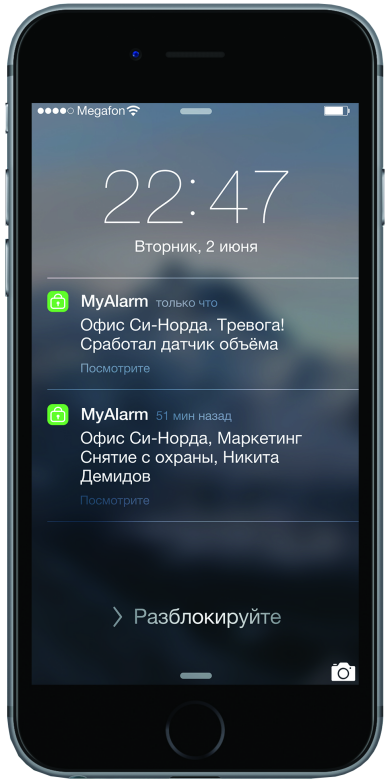 Megafon
22:47
Вторник, 2 июня
MyAlarm только что
Офис Си-Норда. Тревога!
Сработал датчик объёма
Посмотрите
MyAlarm 51 мин назад
Офис Си-Норда, Маркетинг
Снятие с охраны, Никита
Демидов
Посмотрите
Разблокируйте